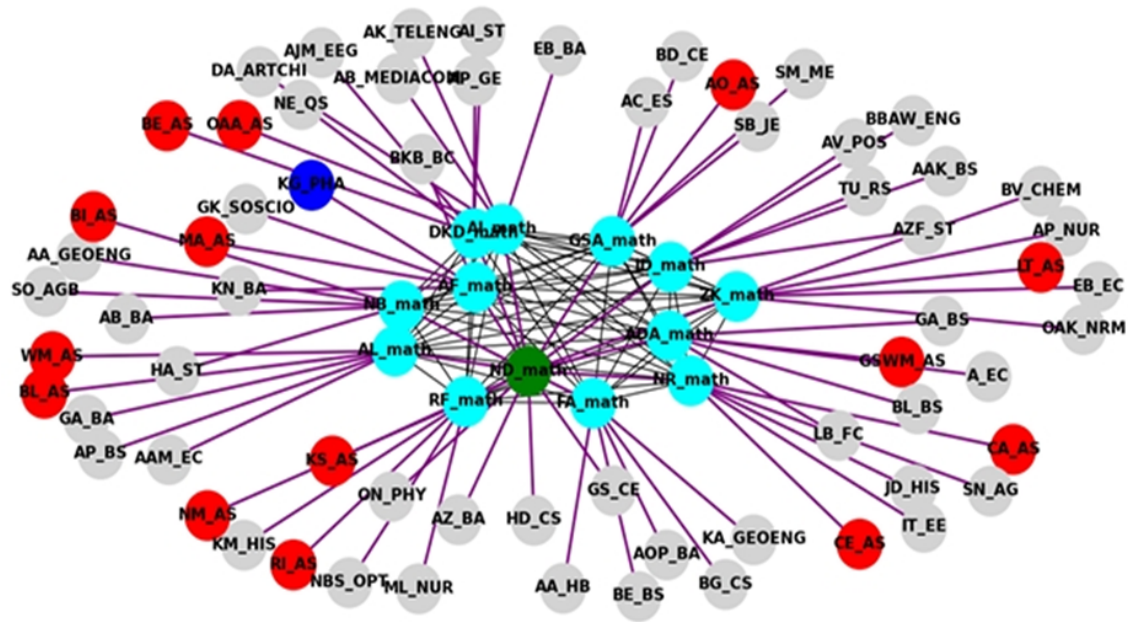 AK_TELENG
AI_ST
AJM_EEG
EB_BA
BD_CE
DA_ARTCHI
AB_MEDIACOM
AP_GE
AO_AS
SM_ME
NE_QS
AC_ES
BE_AS
OAA_AS
SB_JE
BBAW_ENG
AV_POS
BKB_BC
AAK_BS
KG_PHA
TU_RS
BV_CHEM
GK_SOSCIO
BI_AS
DKD_math
AI_math
GSA_math
AZF_ST
AP_NUR
MA_AS
AA_GEOENG
JD_math
LT_AS
SO_AGB
KN_BA
AF_math
ZK_math
EB_EC
NB_math
AB_BA
GA_BS
OAK_NRM
ADA_math
WM_AS
AL_math
HA_ST
ND_math
GSWM_AS
A_EC
NR_math
BL_AS
RF_math
FA_math
BL_BS
GA_BA
LB_FC
AP_BS
AAM_EC
KS_AS
CA_AS
ON_PHY
GS_CE
JD_HIS
SN_AG
NM_AS
AZ_BA
HD_CS
IT_EE
KM_HIS
KA_GEOENG
CE_AS
AOP_BA
RI_AS
NBS_OPT
ML_NUR
AA_HB
BE_BS
BG_CS